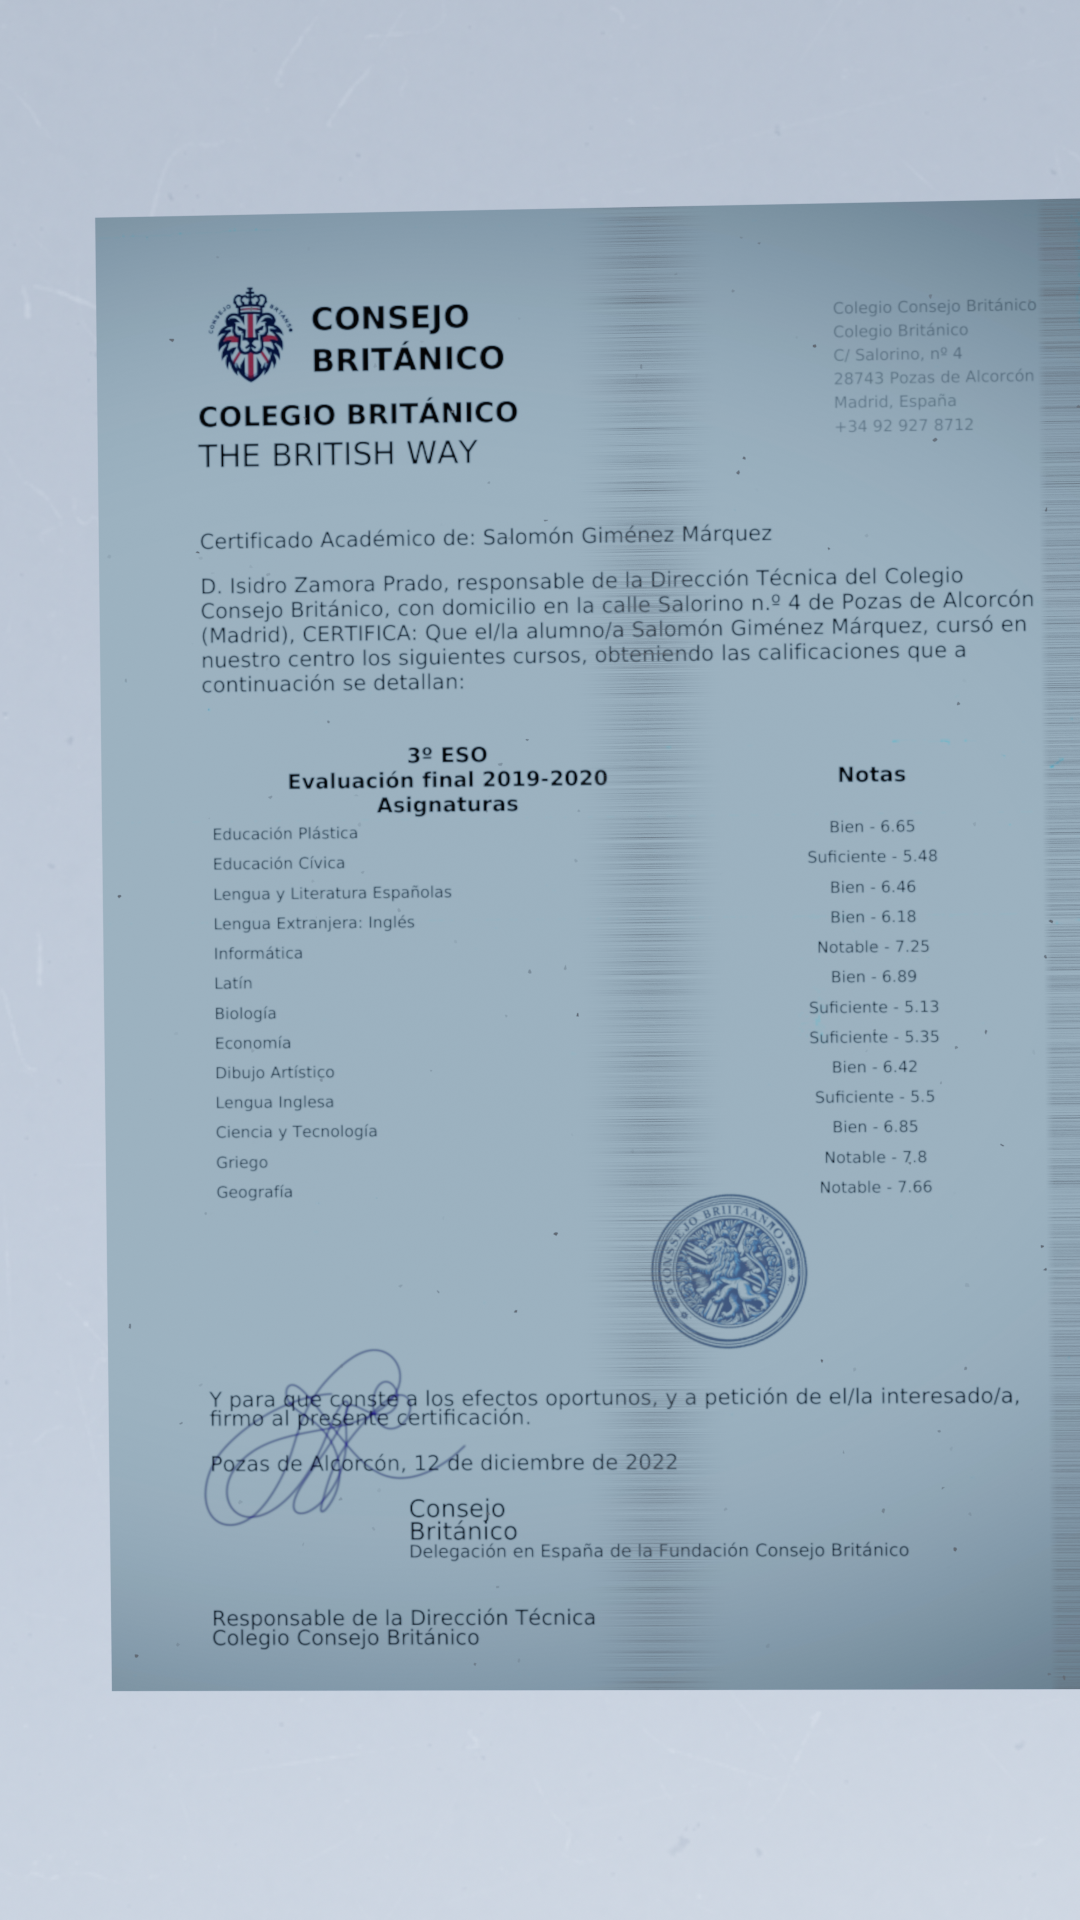 CONSEJO
BRITÁNICO
COLEGIO BRITÁNICO
THE BRITISH WAY
Colegio Consejo Británico
Colegio Británico
C/ Salorino, nº 4
28743 Pozas de Alcorcón
Madrid, España
+34 92 927 8712
Certificado Académico de: Salomón Giménez Márquez
D. Isidro Zamora Prado, responsable de la Dirección Técnica del Colegio
Consejo Británico, con domicilio en la calle Salorino n.º 4 de Pozas de Alcorcón
(Madrid), CERTIFICA: Que el/la alumno/a Salomón Giménez Márquez, cursó en
nuestro centro los siguientes cursos, obteniendo las calificaciones que a
continuación se detallan:
3º ESO
Evaluación final 2019-2020
Asignaturas Notas
Educación Plástica Bien - 6.65
Educación Cívica Suficiente - 5.48
Lengua y Literatura Españolas Bien - 6.46
Lengua Extranjera: Inglés Bien - 6.18
Informática Notable - 7.25
Latín Bien - 6.89
Biología Suficiente - 5.13
Economía Suficiente - 5.35
Dibujo Artístico Bien - 6.42
Lengua Inglesa Suficiente - 5.5
Ciencia y Tecnología Bien - 6.85
Griego Notable - 7.8
Geografía Notable - 7.66
CONSSEJO BRIITAANNO
Y para que conste a los efectos oportunos, y a petición de el/la interesado/a,
firmo al presente certificación.
Pozas de Alcorcón, 12 de diciembre de 2022
Consejo
Británico
Delegación en España de la Fundación Consejo Británico
Responsable de la Dirección Técnica
Colegio Consejo Británico